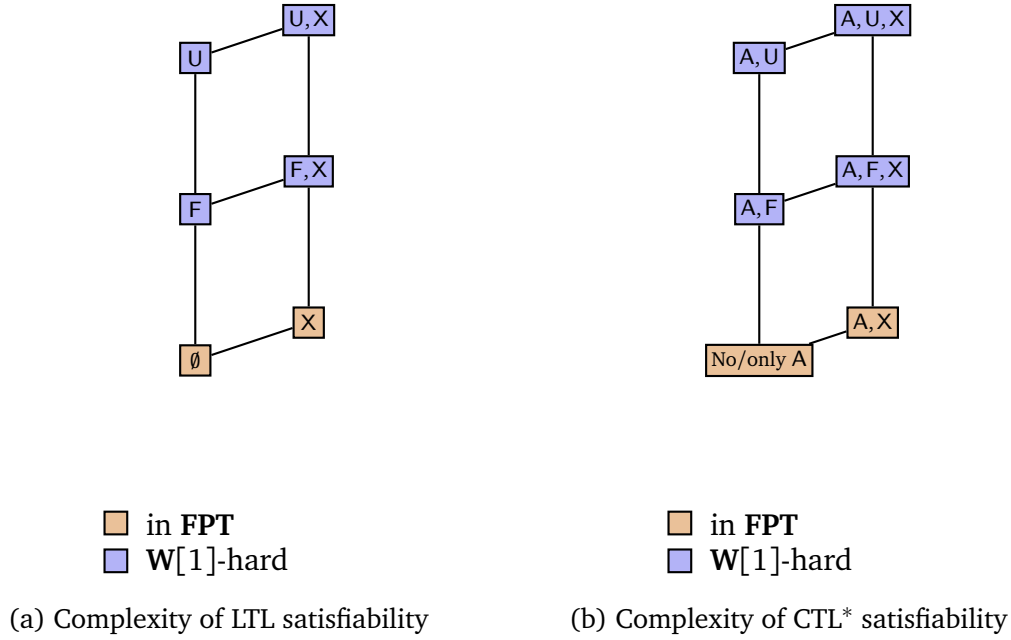 U, X
U
F, X
F
X
∅
in FPT
W[1]-hard
(a) Complexity of LTL satisfiability
A, U, X
A, U
A, F, X
A, F
A, X
No/only A
in FPT
W[1]-hard
(b) Complexity of CTL* satisfiability